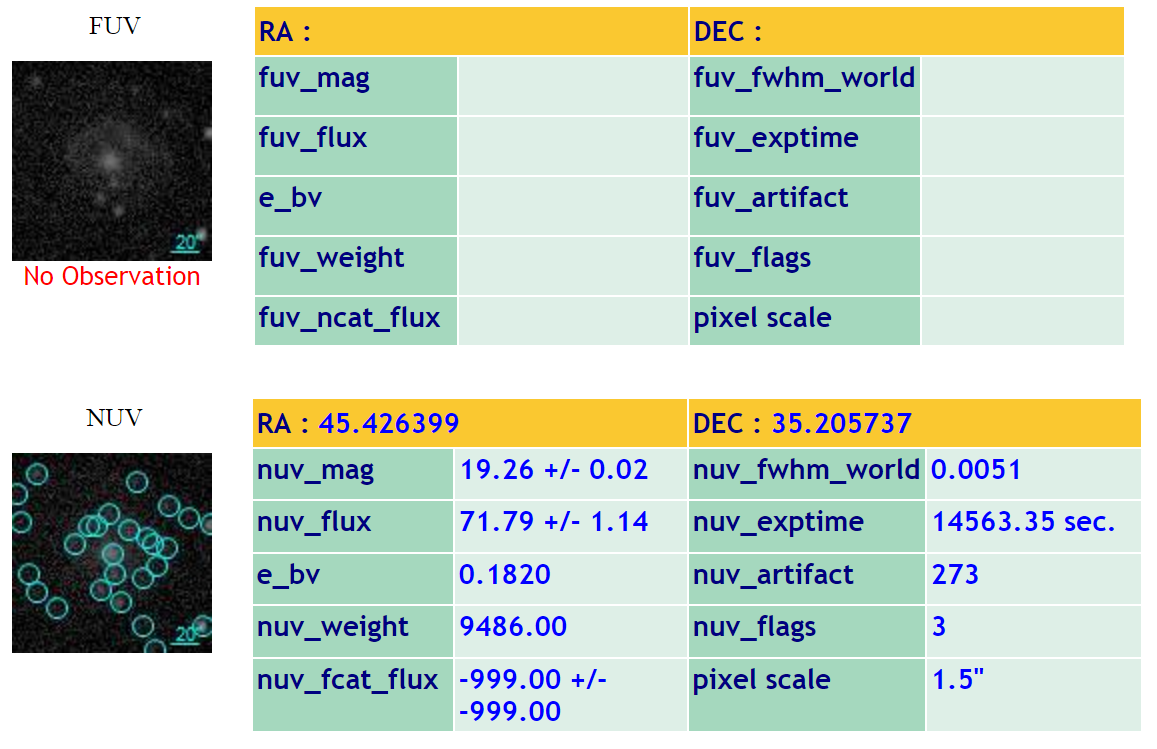 FUV
20"
No Observation
RA : DEC :
fuv_mag fuv_fwhm_world
fuv_flux fuv_exptime
e_bv fuv_artifact
fuv_weight fuv_flags
fuv_ncat_flux pixel scale
NUV
20"
RA : 45.426399 DEC : 35.205737
nuv_mag 19.26 +/- 0.02 nuv_fwhm_world 0.0051
nuv_flux 71.79 +/- 1.14 nuv_exptime 14563.35 sec.
e_bv 0.1820 nuv_artifact 273
nuv_weight 9486.00 nuv_flags 3
nuv_fcat_flux -999.00 +/- pixel scale 1.5"
-999.00